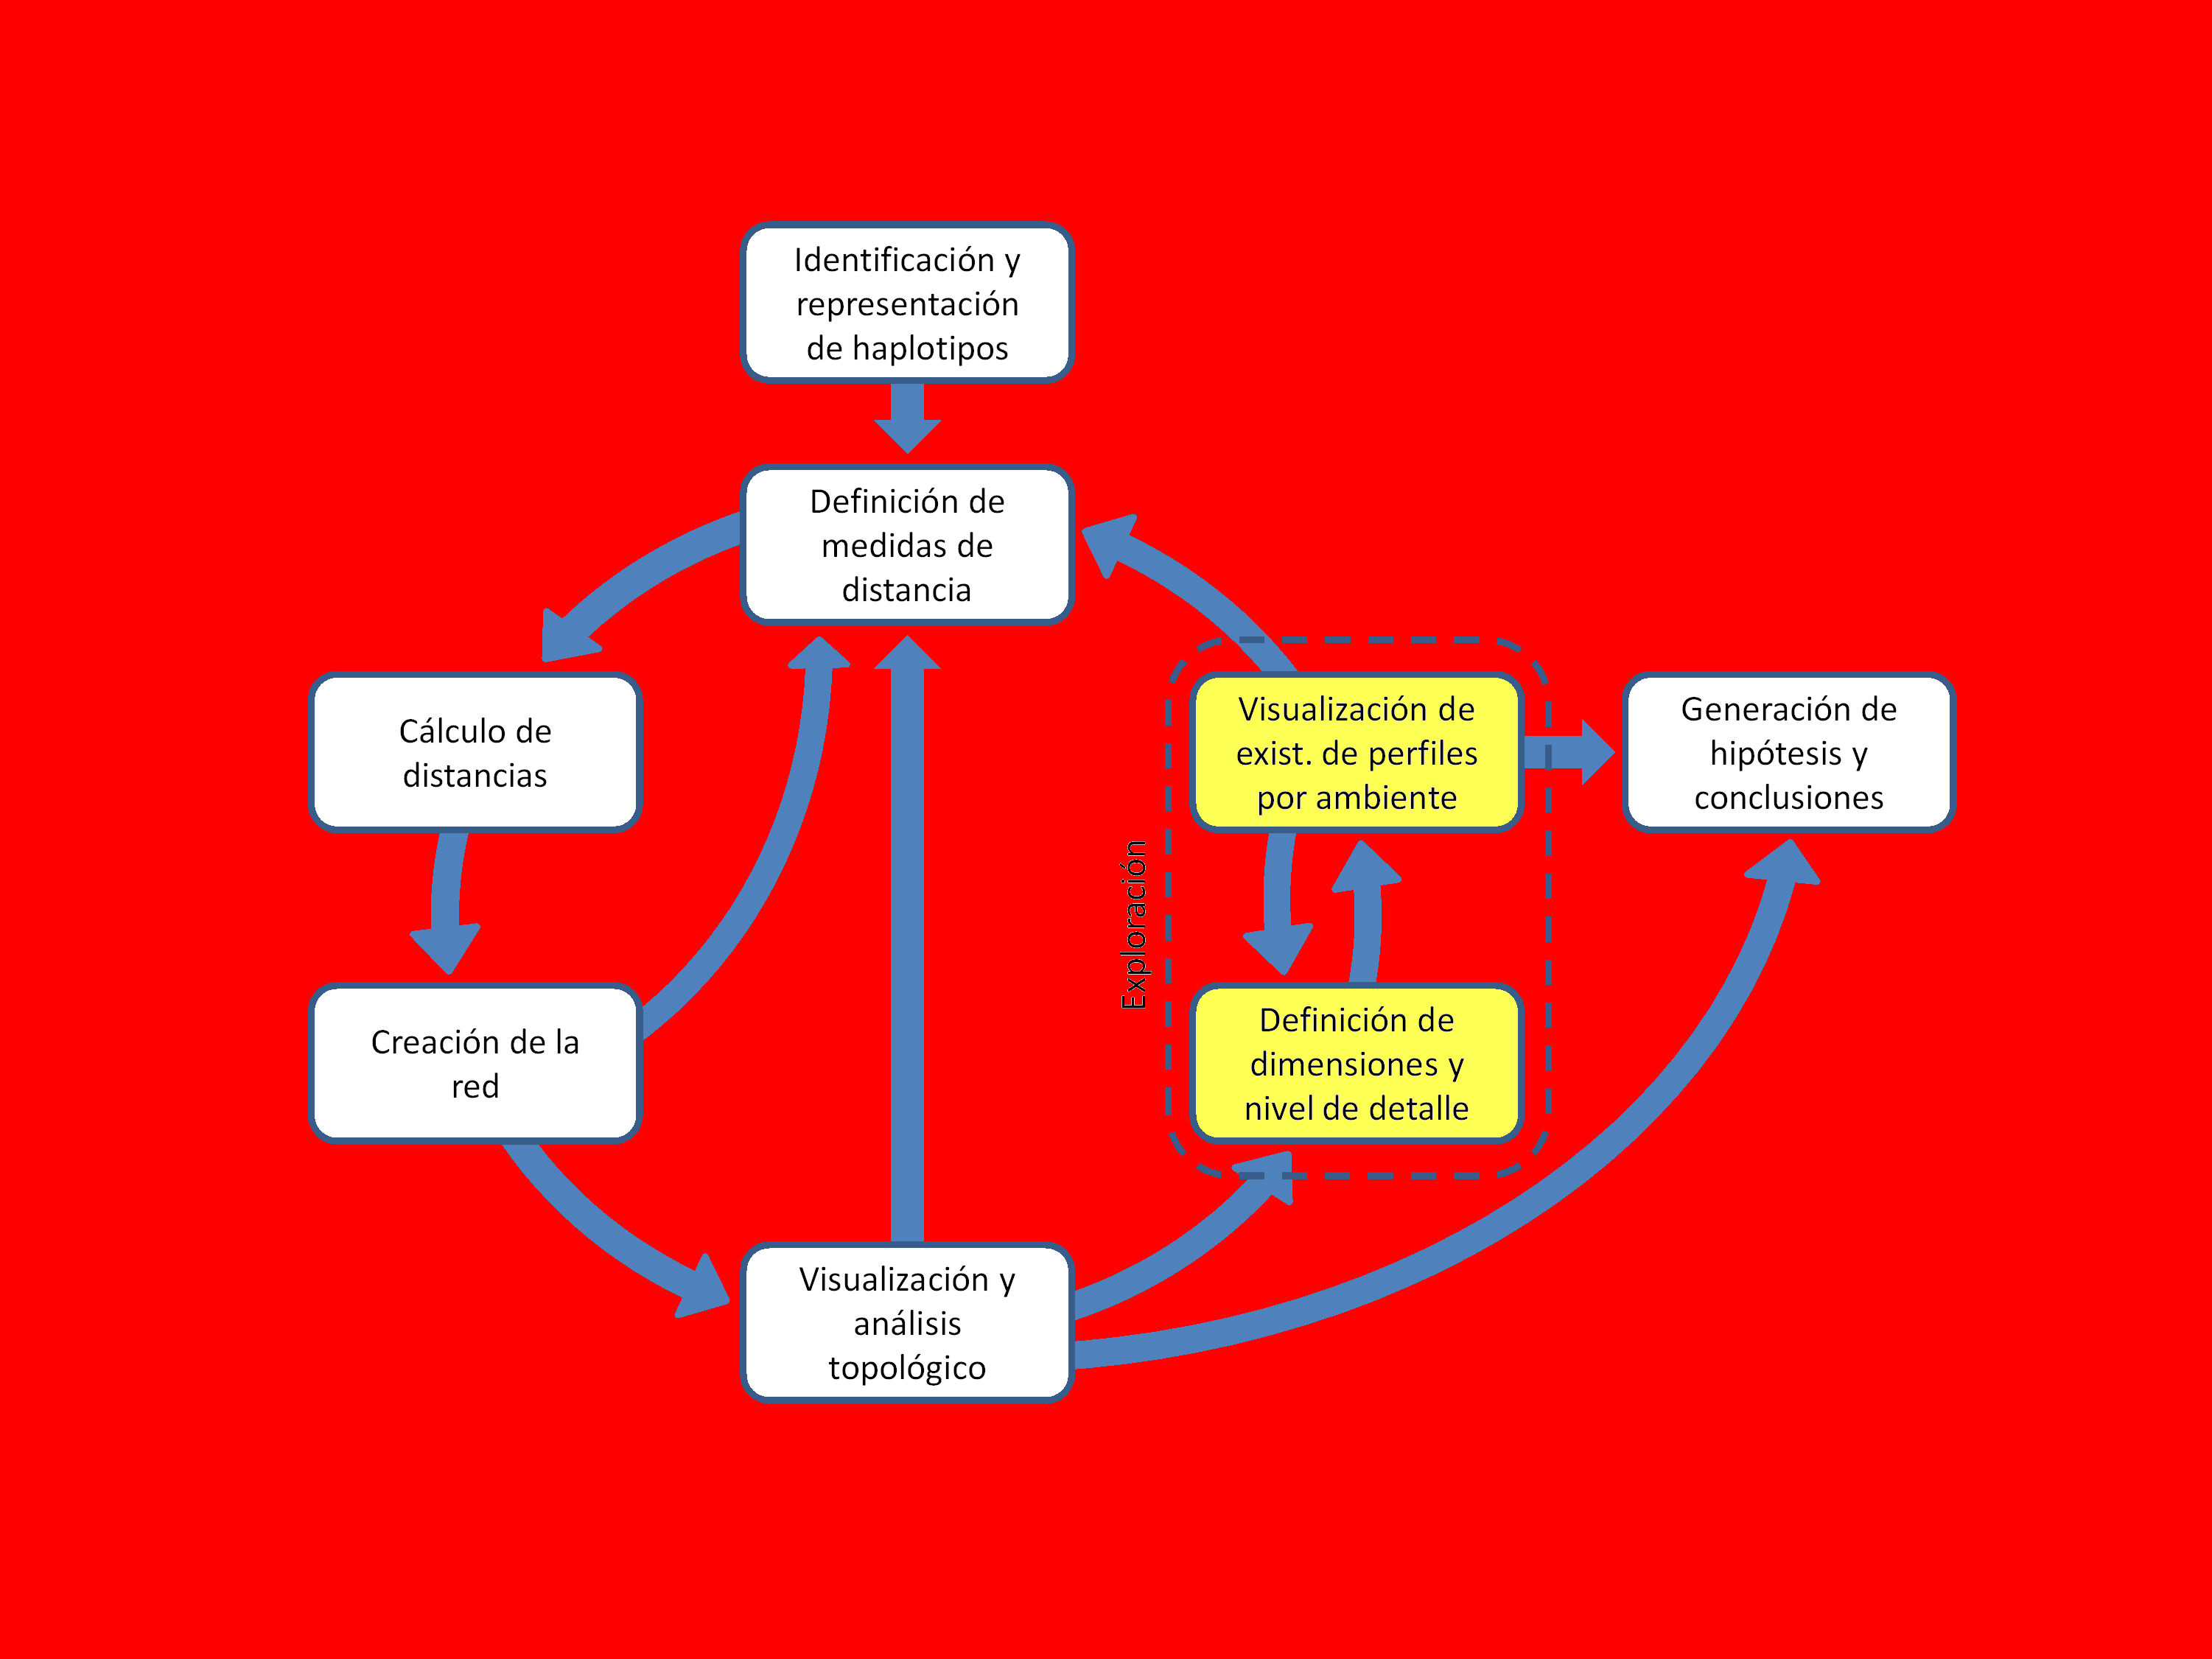 Identificación y
representación
de haplotipos
Definición de
medidas de
distancia
Cálculo de
distancias
Visualización de
exist. de perfiles
por ambiente
Generación de
hipótesis y
conclusiones
Exploración
Creación de la
red
Definición de
dimensiones y
nivel de detalle
Visualización y
análisis
topológico